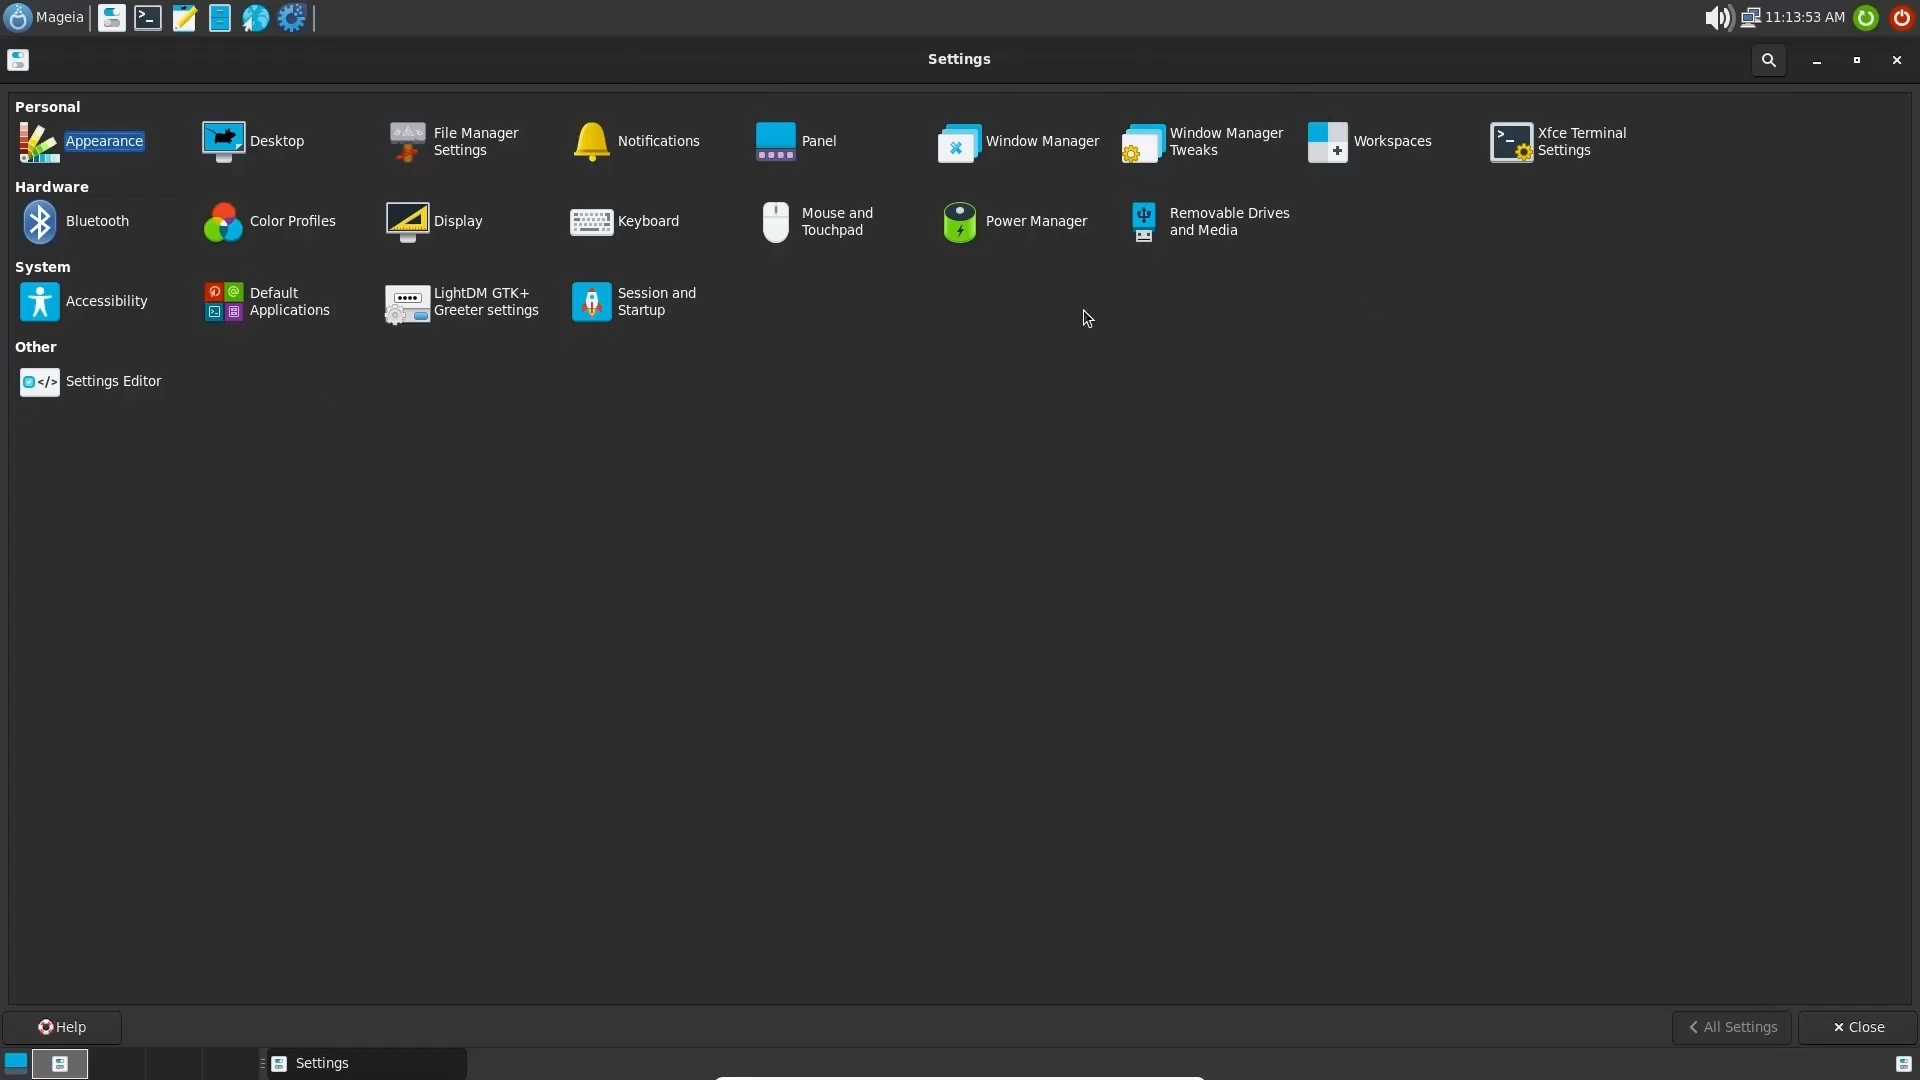 Mageia
11:13:53 AM
Settings
Personal
Appearance
Desktop
File Manager
Settings
Notifications
Panel
Window Manager
Window Manager
Tweaks
Workspaces
Xfce Terminal
Settings
Hardware
Bluetooth
Color Profiles
Display
Keyboard
Mouse and
Touchpad
Power Manager
Removable Drives
and Media
System
Accessibility
Default
Applications
LightDM GTK+
Greeter settings
Session and
Startup
Other
Settings Editor
Help
All Settings
Close
Settings